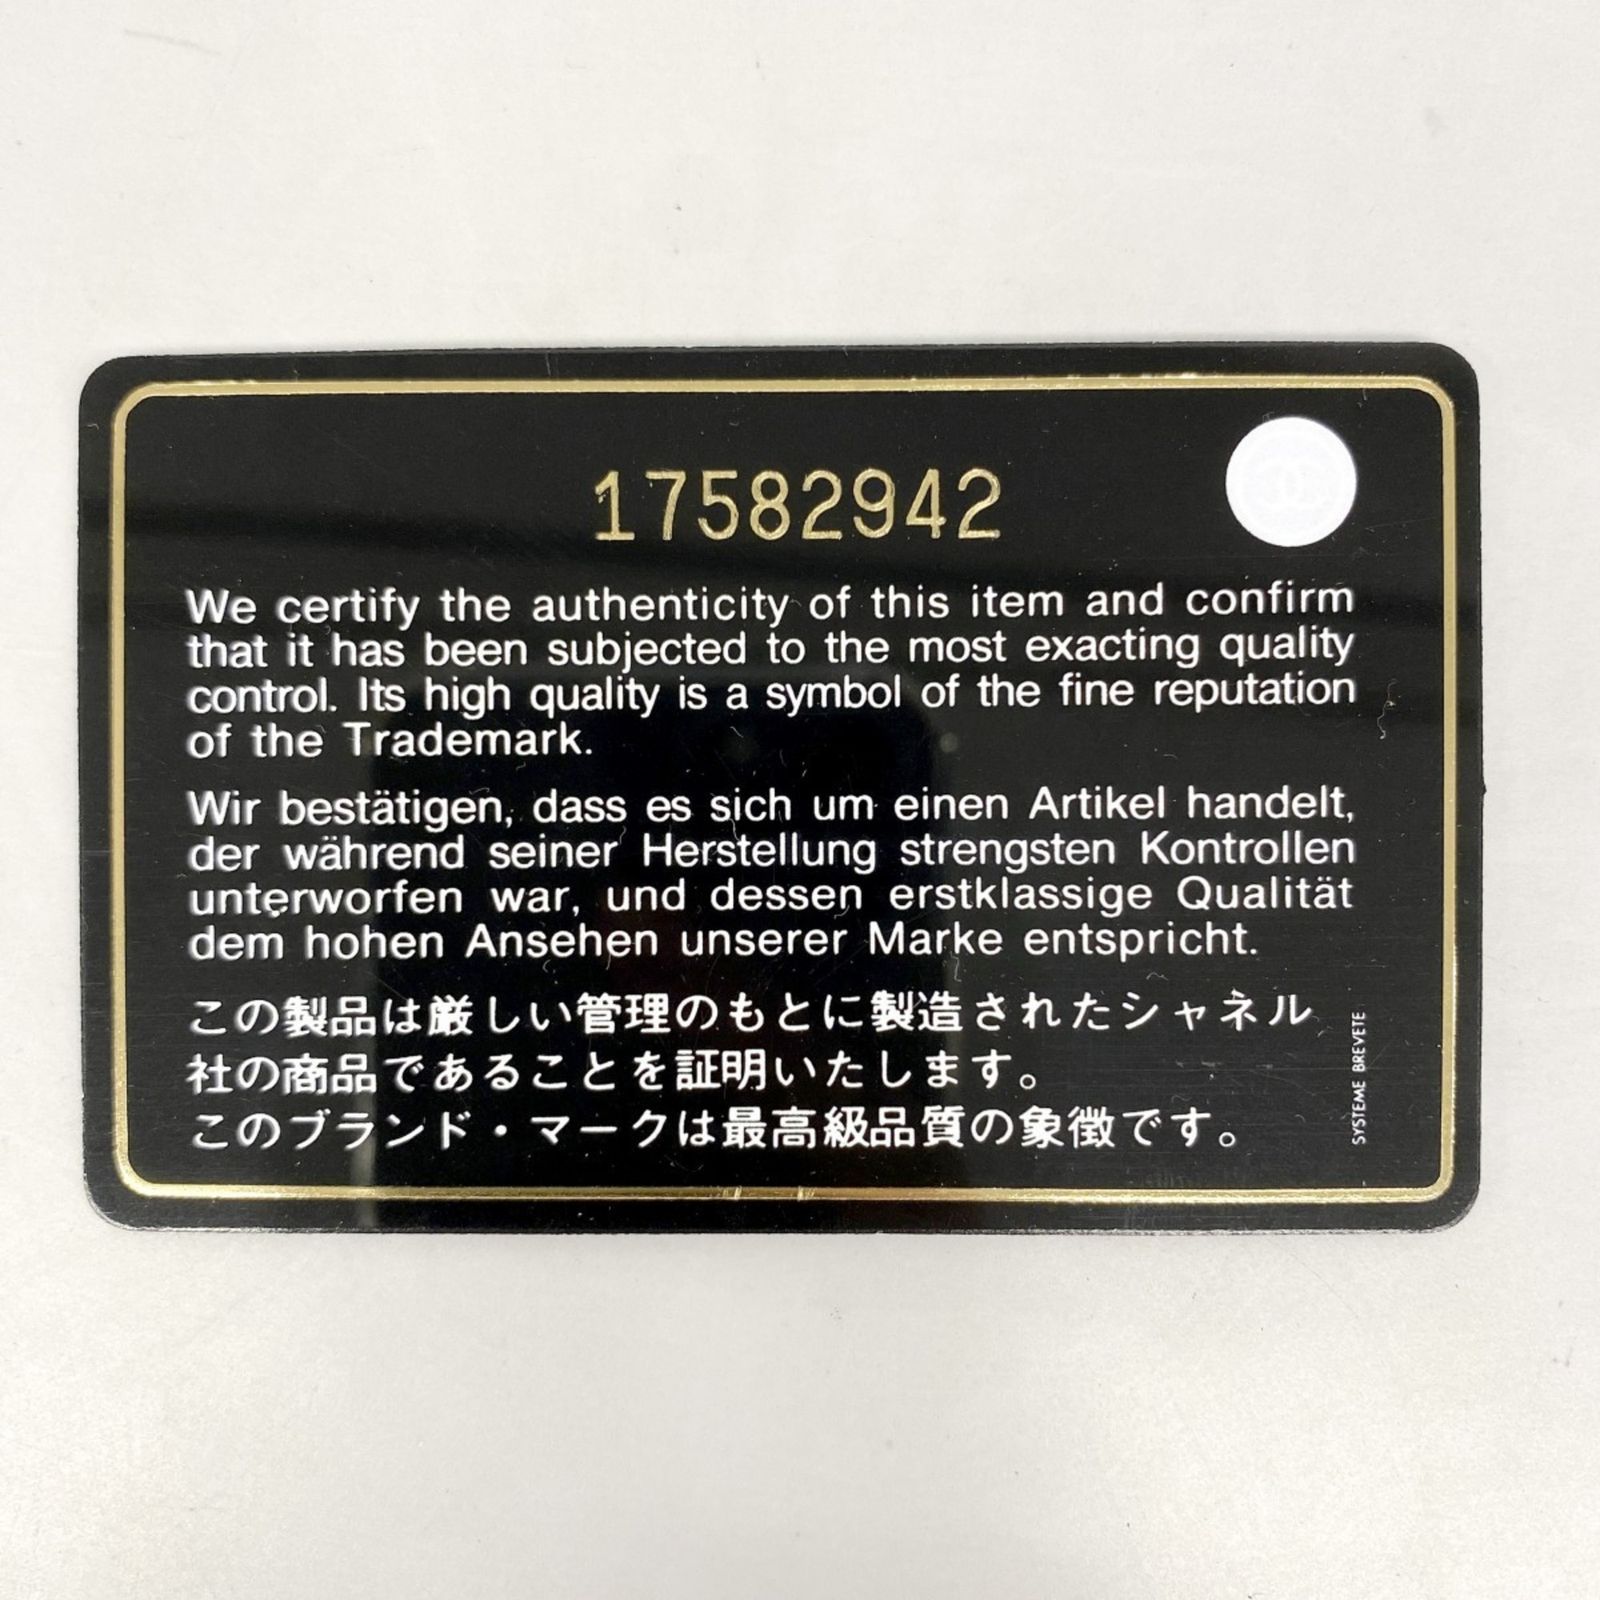 17582942
We certify the authenticity of this item and confirm
that it has been subjected to the most exacting quality
control. Its high quality is a symbol of the fine reputation
of the Trademark.
Wir bestätigen, dass es sich um einen Artikel handelt,
der während seiner Herstellung strengsten Kontrollen
unterworfen war, und dessen erstklassige Qualität
dem hohen Ansehen unserer Marke entspricht.
この製品は厳しい管理のもとに製造されたシャネル
社の商品であることを証明いたします。
このブランド・マークは最高級品質の象徴です。
SYSTEME BREVETE